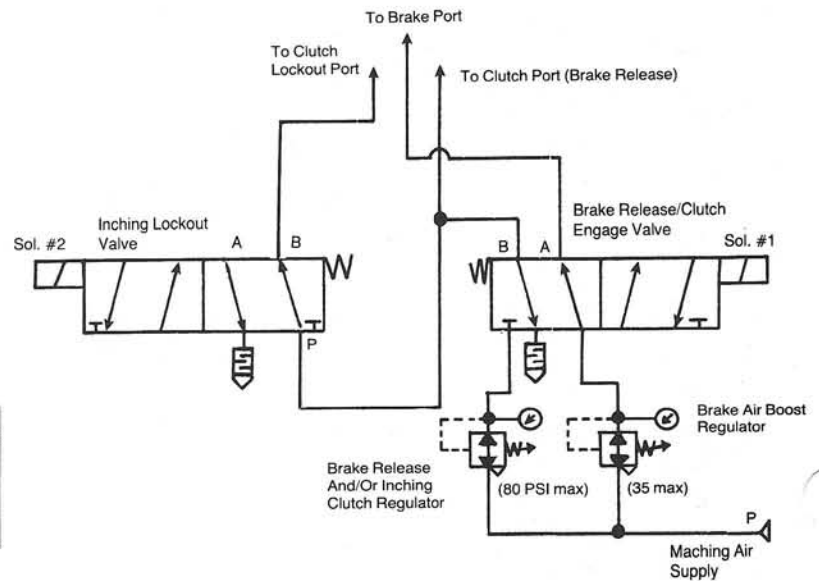 To Brake Port
To Clutch
Lockout Port
To Clutch Port (Brake Release)
Inching Lockout
Valve
A
B
Sol. #2
P
Brake Release/Clutch
Engage Valve
B
A
Sol. #1
Brake Air Boost
Regulator
Brake Release
And/Or Inching
Clutch Regulator
(80 PSI max)
(35 max)
P
Maching Air
Supply